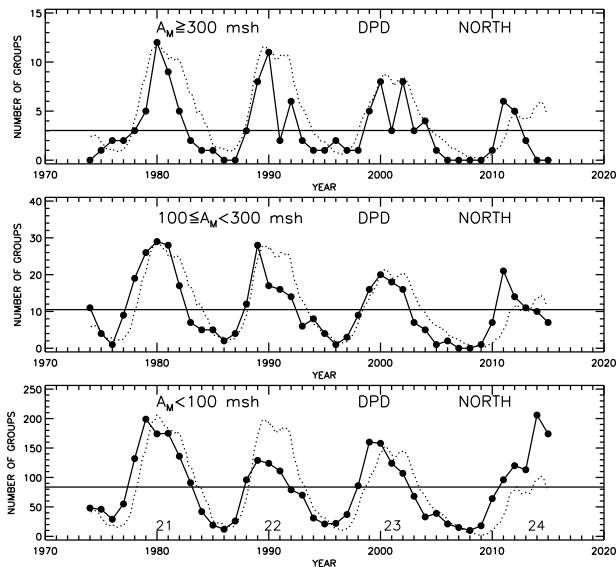 A_M≧300 msh DPD NORTH
15
10
5
0
NUMBER OF GROUPS
1970 1980 1990 2000 2010 2020
YEAR
100≦A_M<300 msh DPD NORTH
40
30
20
10
0
NUMBER OF GROUPS
1970 1980 1990 2000 2010 2020
YEAR
A_M<100 msh DPD NORTH
250
200
150
100
50
0
NUMBER OF GROUPS
21 22 23 24
1970 1980 1990 2000 2010 2020
YEAR